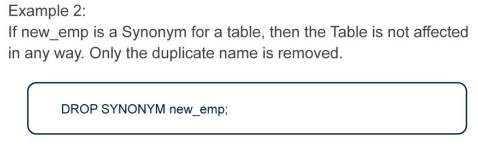 Example 2:
If new_emp is a Synonym for a table, then the Table is not affected
in any way. Only the duplicate name is removed.
DROP SYNONYM new_emp;